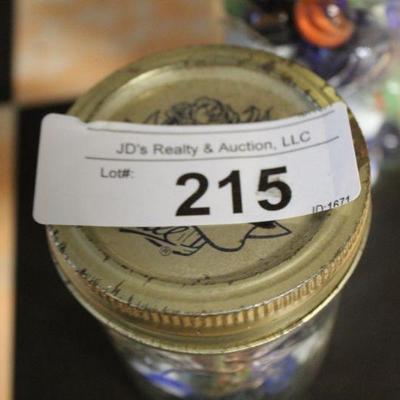 JD's Realty & Auction, LLC
Lot#:
215
ID:1671
®